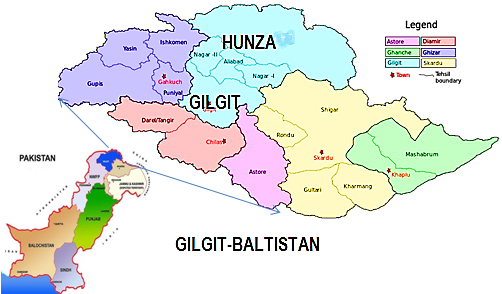 HUNZA
Legend
Astore
Diamir
Ghanche
Ghizar
Gilgit
Skardu
Town
Tehsil
boundary
Yasin
Ishkomen
Nagar -II
Aliabad
Nagar -I
Gahkuch
Gupis
Puniyal
GILGIT
Shigar
Darel/Tangir
Chilas
Rondu
Mashabrum
Astore
Skardu
Khaplu
Gultari
Kharmang
PAKISTAN
NWFP
PUNJAB
BALOCHISTAN
SINDH
GILGIT-BALTISTAN